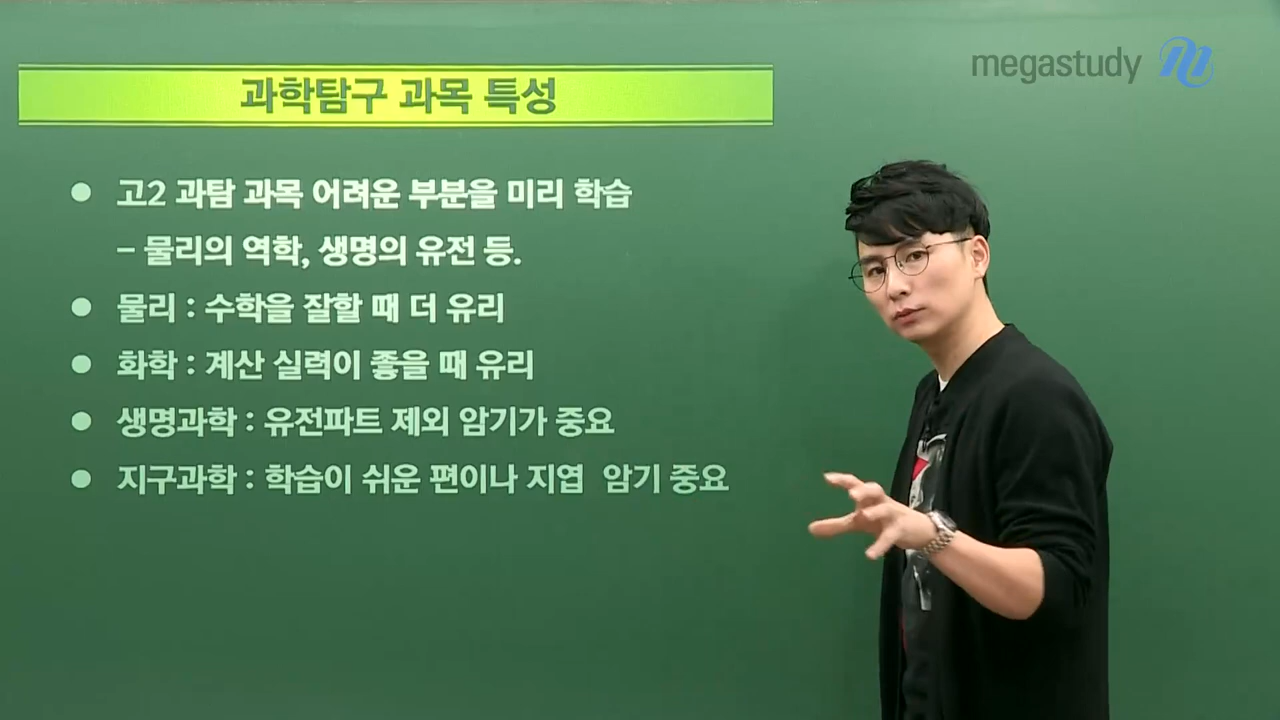 megastudy
과학탐구 과목 특성
● 고2 과탐 과목 어려운 부분을 미리 학습
– 물리의 역학, 생명의 유전 등.
● 물리 : 수학을 잘할 때 더 유리
● 화학 : 계산 실력이 좋을 때 유리
● 생명과학 : 유전파트 제외 암기가 중요
● 지구과학 : 학습이 쉬운 편이나 지엽 암기 중요